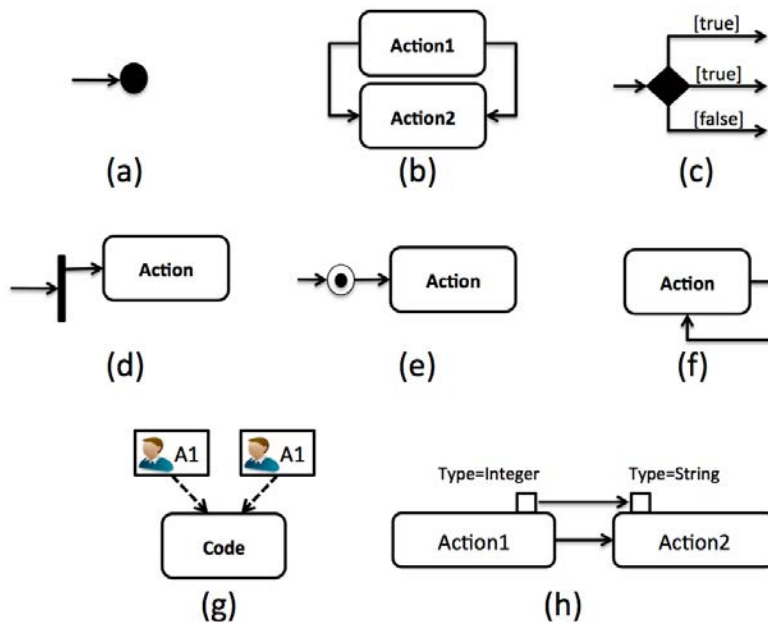 [true]
Action1
[true]
Action2
[false]
(a)
(b)
(c)
Action
Action
Action
(d)
(e)
(f)
A1
A1
Type=Integer
Type=String
Code
Action1
Action2
(g)
(h)